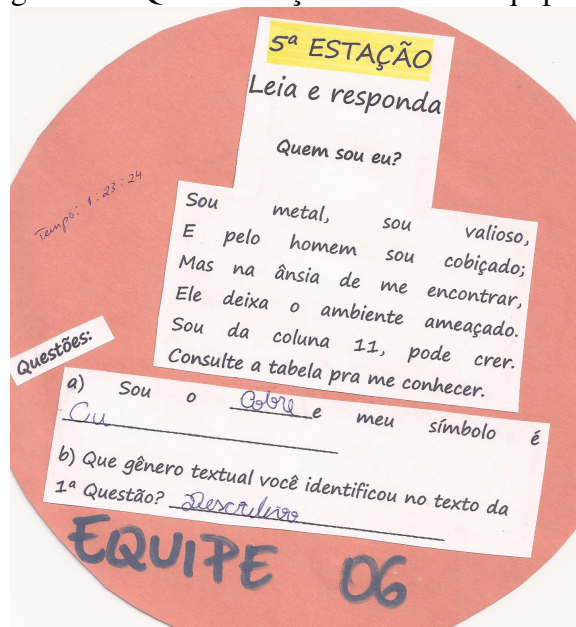 5ª ESTAÇÃO
Leia e responda
Quem sou eu?
Tempo: 1:23:24
Sou metal, sou valioso,
E pelo homem sou cobiçado;
Mas na ânsia de me encontrar,
Ele deixa o ambiente ameaçado.
Sou da coluna 11, pode crer.
Consulte a tabela pra me conhecer.
Questões:
a) Sou o Cobre e meu símbolo é
Cu
b) Que gênero textual você identificou no texto da
1ª Questão? Descritivo
EQUIPE 06